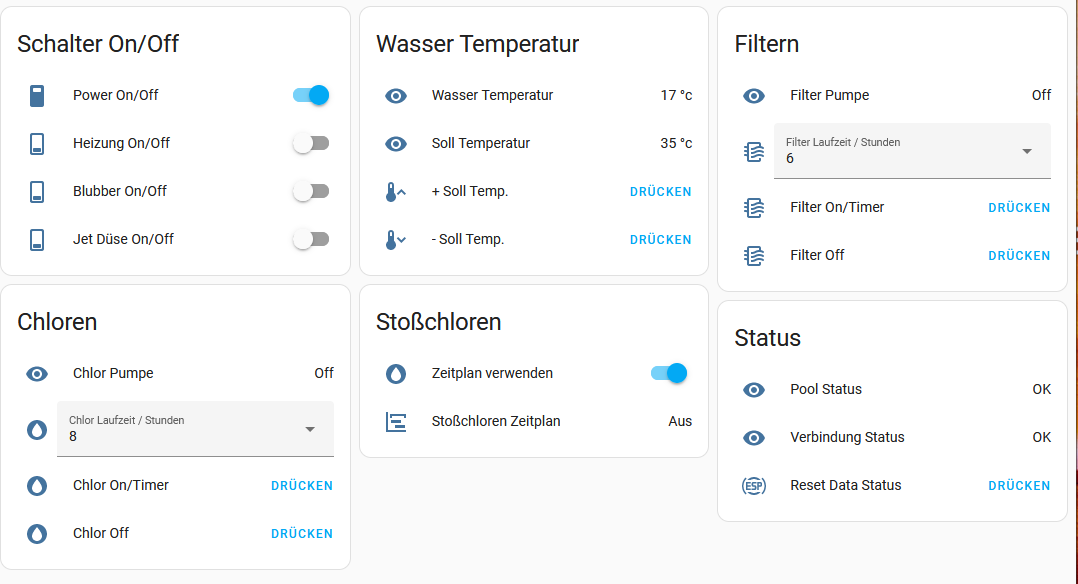 Schalter On/Off
Power On/Off
Heizung On/Off
Blubber On/Off
Jet Düse On/Off
Wasser Temperatur
Wasser Temperatur 17 °c
Soll Temperatur 35 °c
+ Soll Temp. DRÜCKEN
- Soll Temp. DRÜCKEN
Filtern
Filter Pumpe Off
Filter Laufzeit / Stunden
6
Filter On/Timer DRÜCKEN
Filter Off DRÜCKEN
Chloren
Chlor Pumpe Off
Chlor Laufzeit / Stunden
8
Chlor On/Timer DRÜCKEN
Chlor Off DRÜCKEN
Stoßchloren
Zeitplan verwenden
Stoßchloren Zeitplan Aus
Status
Pool Status OK
Verbindung Status OK
ESP Reset Data Status DRÜCKEN